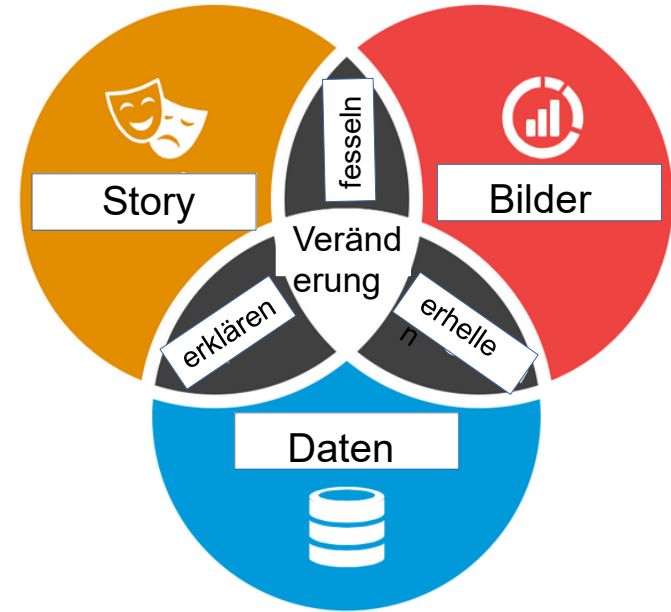 fesseln
Story
Bilder
Veränd
erung
erklären
erhelle
n
Daten